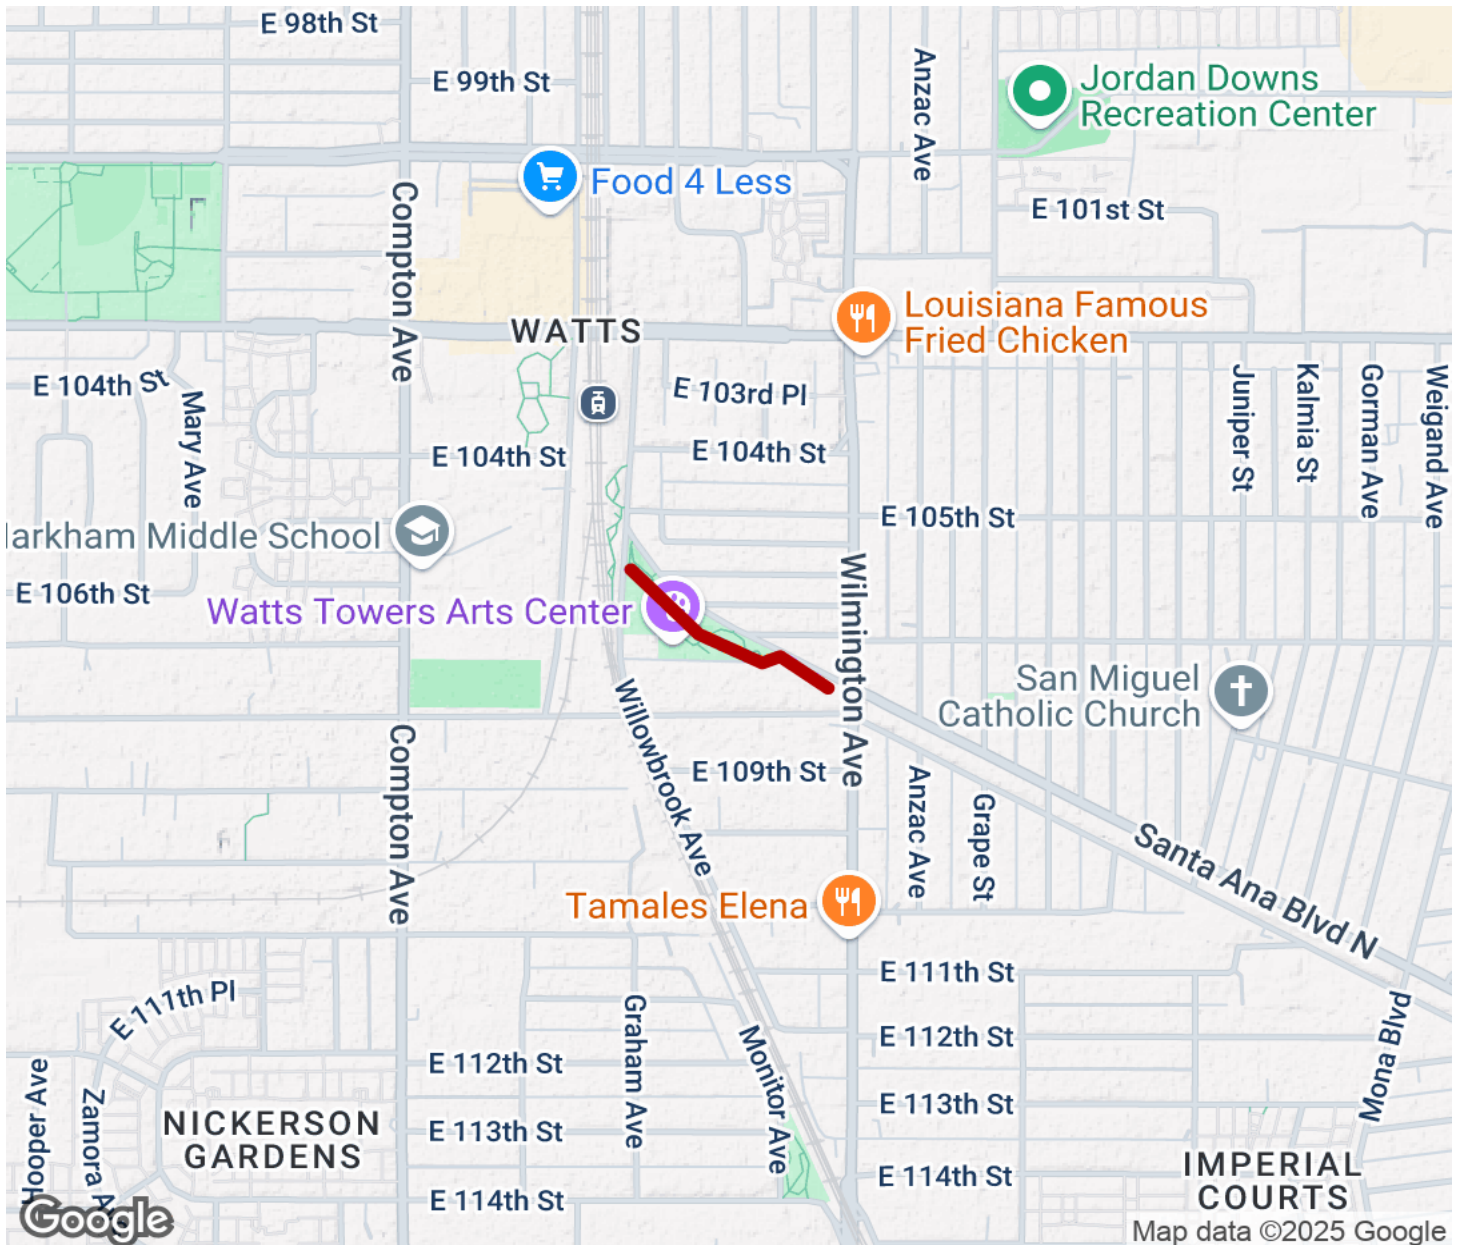 E 98th St
E 99th St
Anzac Ave
Jordan Downs
Recreation Center
Food 4 Less
Compton Ave
E 101st St
Louisiana Famous
Fried Chicken
WATTS
E 104th St
Mary Ave
E 103rd Pl
E 104th St
E 104th St
Juniper St
Kalmia St
Gorman Ave
Weigand Ave
arkham Middle School
E 105th St
E 106th St
Watts Towers Arts Center
Wilmington Ave
San Miguel
Catholic Church
Willowbrook Ave
Compton Ave
E 109th St
Anzac Ave
Grape St
Santa Ana Blvd N
Tamales Elena
E 111th St
E 111th Pl
Graham Ave
Monitor Ave
E 112th St
E 112th St
Mona Blvd
Hooper Ave
Zamora Ave
NICKERSON
GARDENS
E 113th St
E 113th St
E 114th St
E 114th St
IMPERIAL
COURTS
Google
Map data ©2025 Google